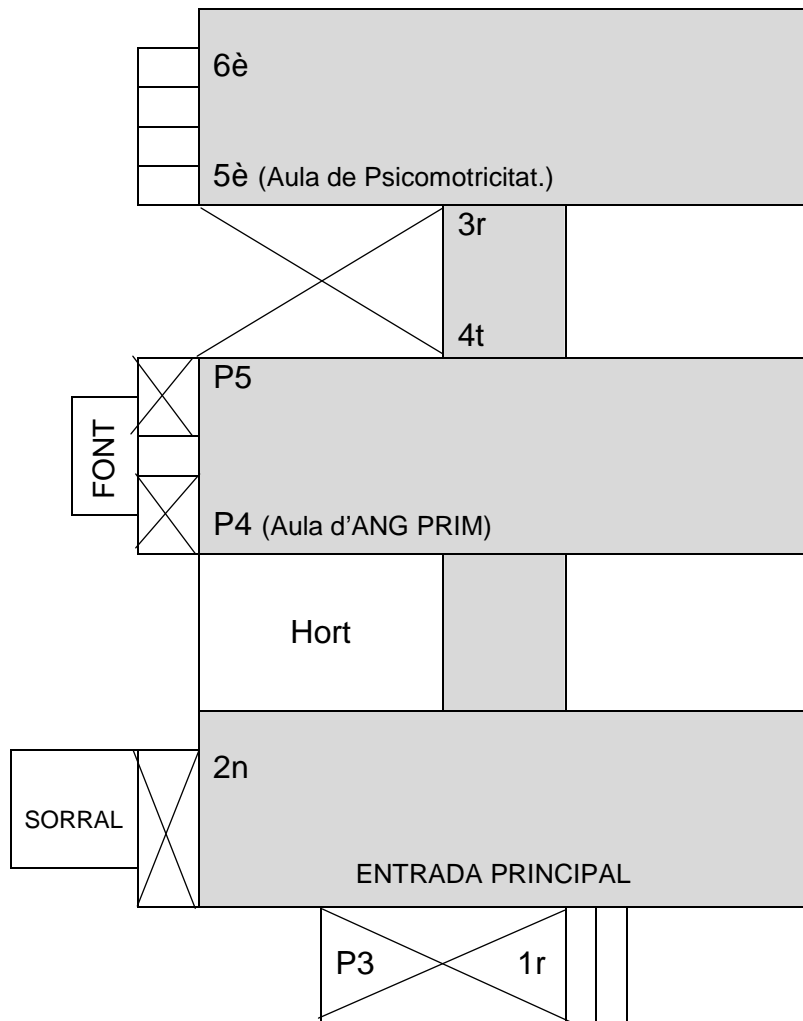 6è
5è (Aula de Psicomotricitat.)
3r
4t
P5
FONT
P4 (Aula d'ANG PRIM)
Hort
2n
SORRAL
ENTRADA PRINCIPAL
P3
1r